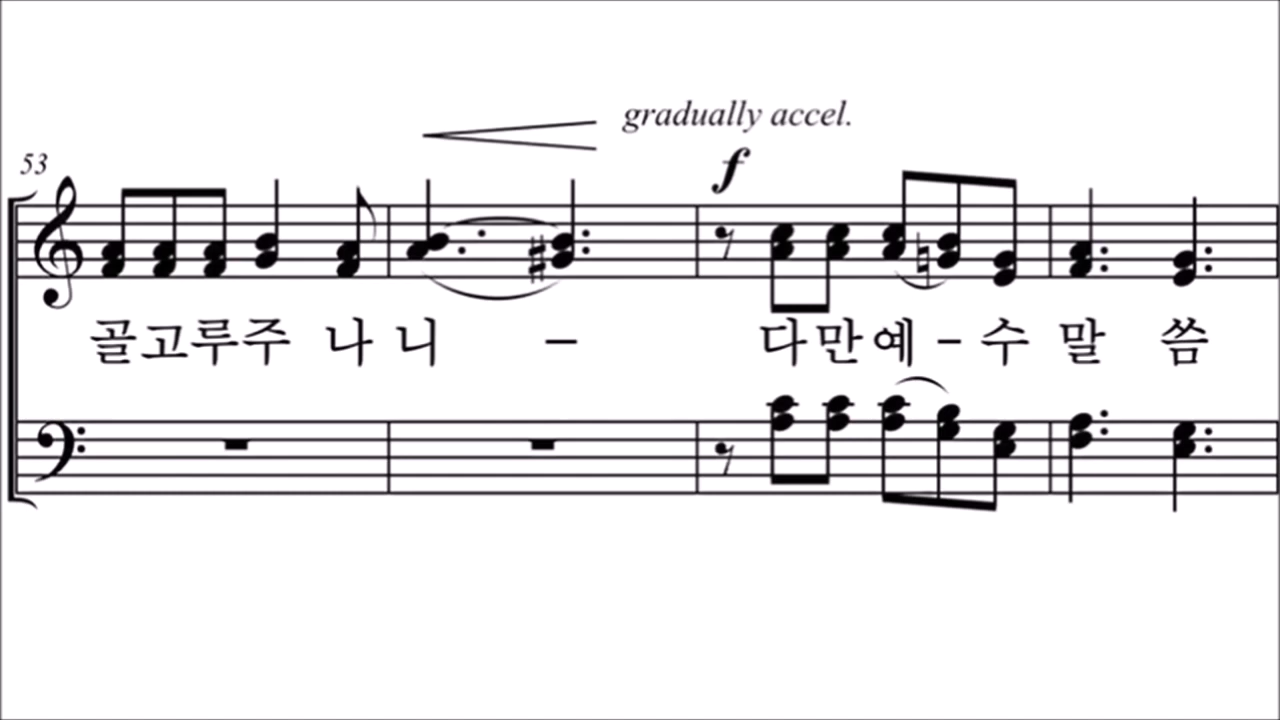 gradually accel.
53
f
골고루주 나 니 – 다만예 - 수 말 씀